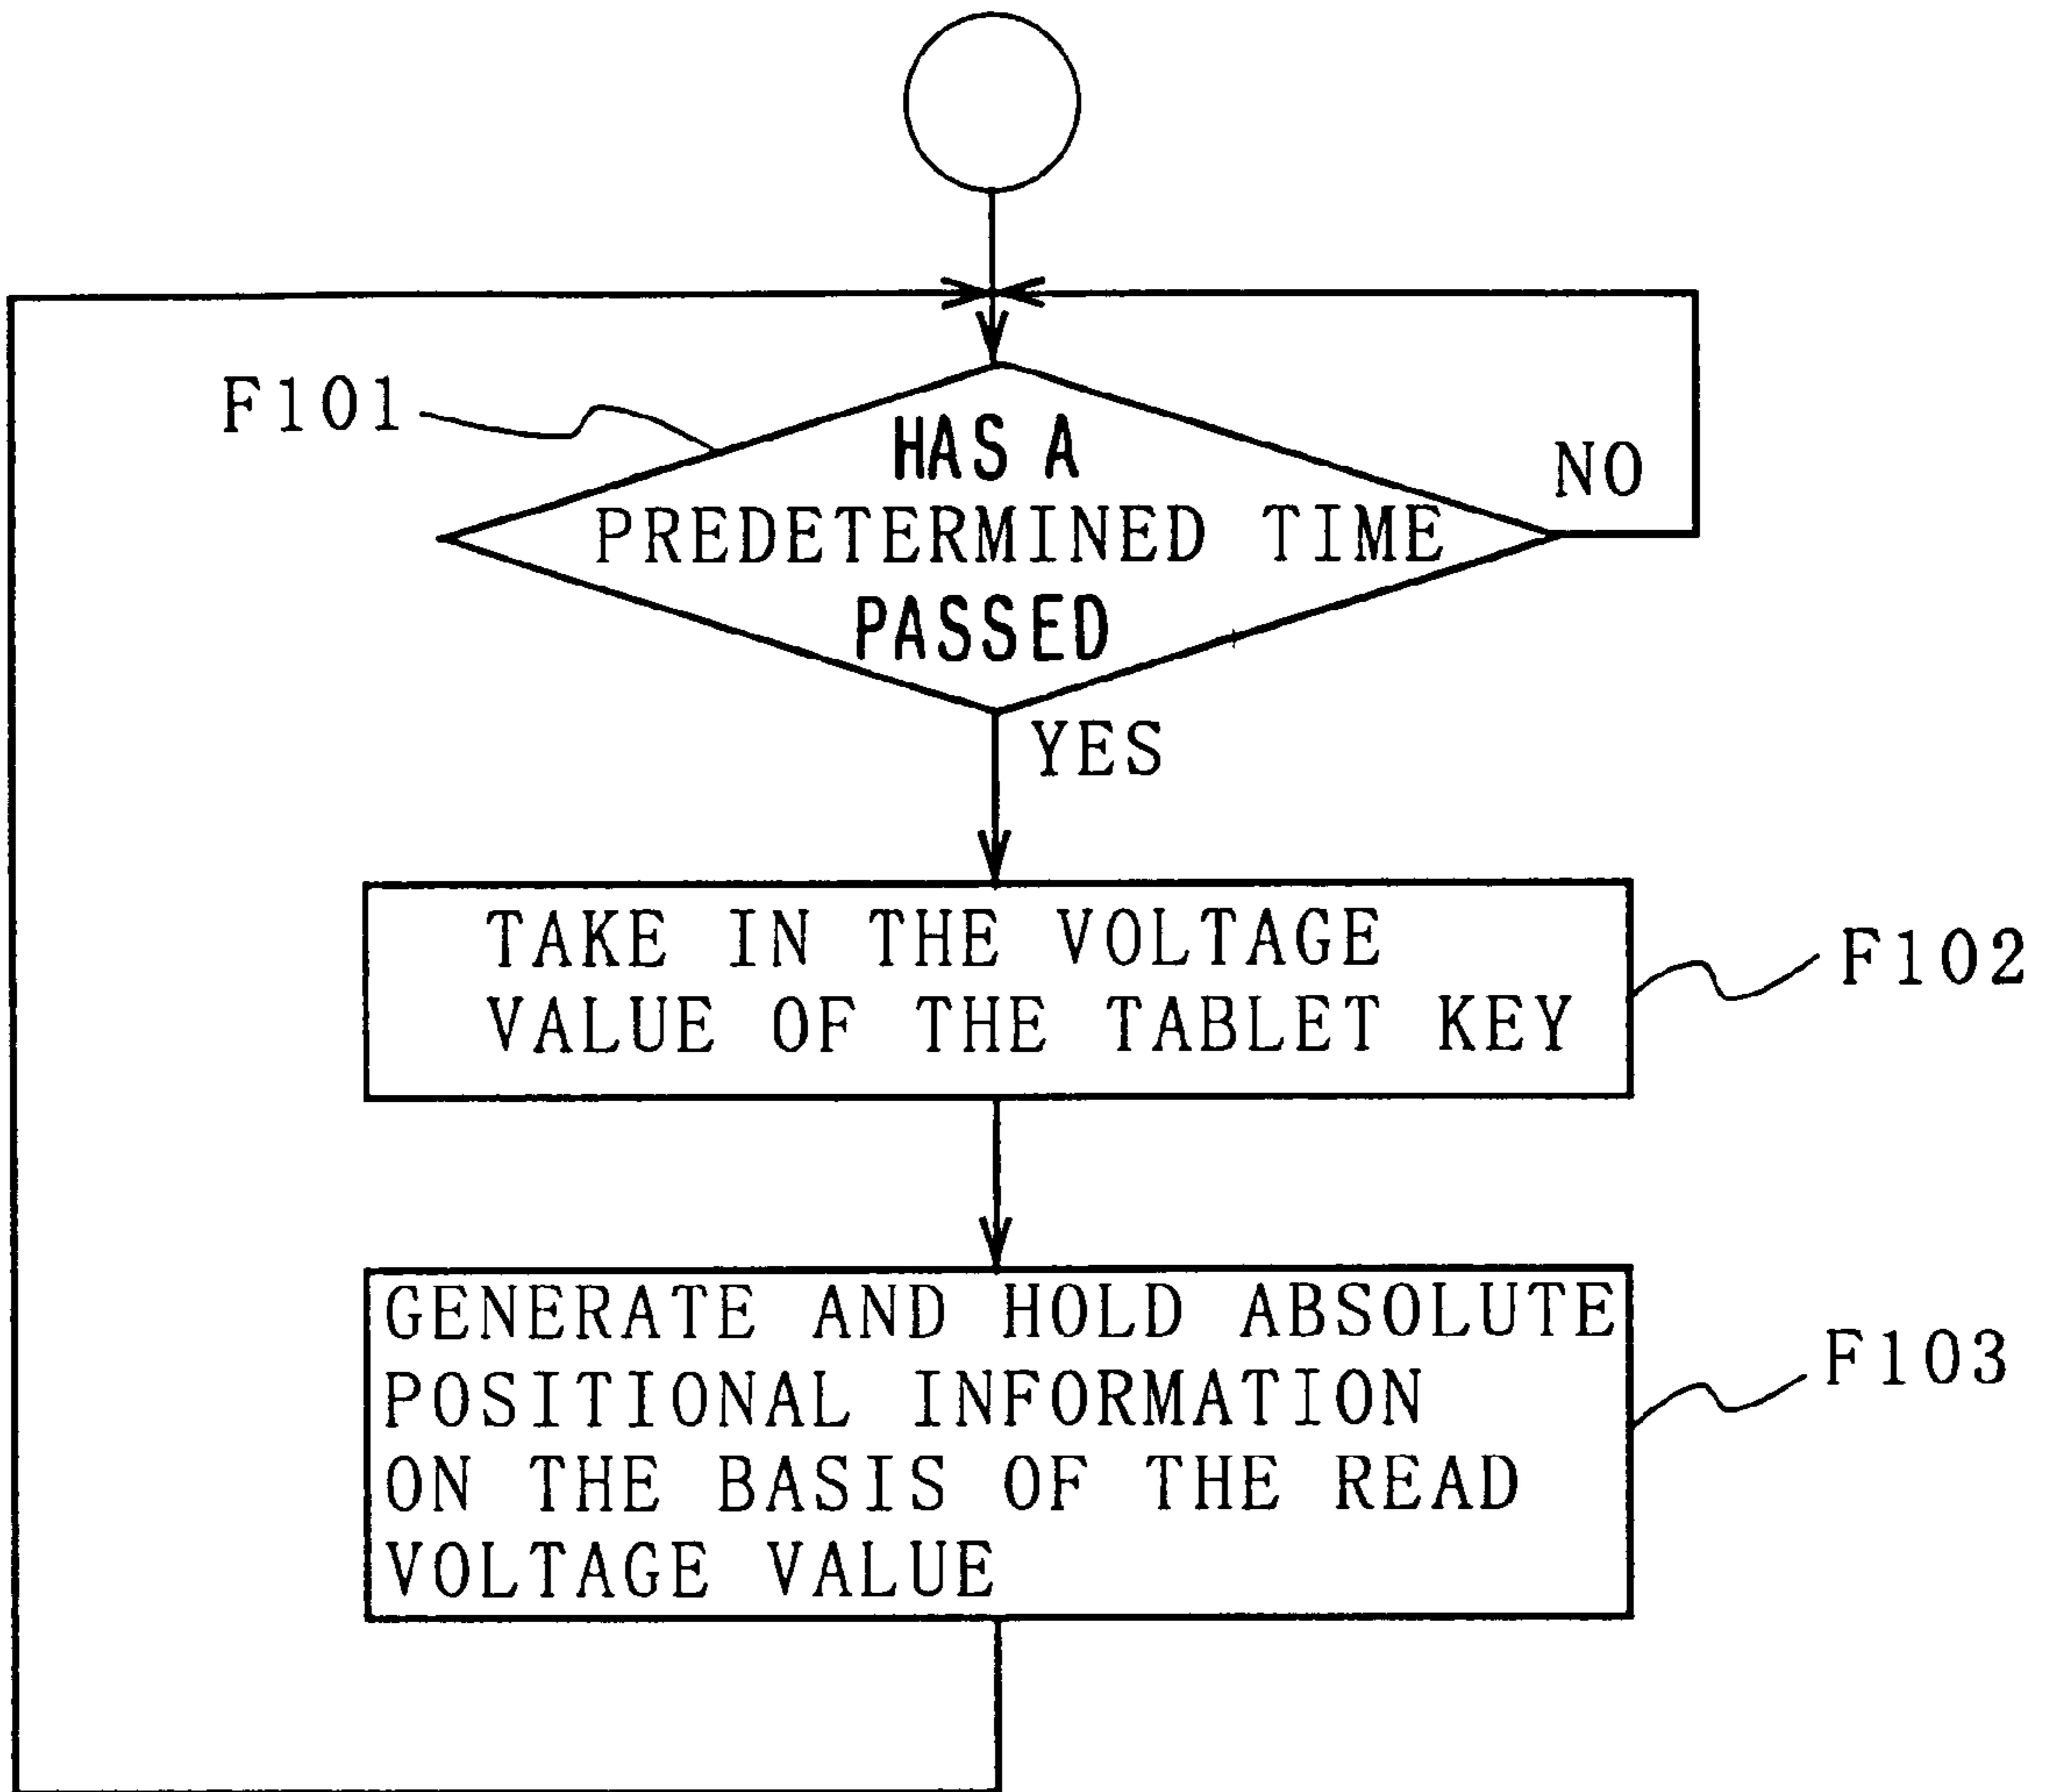 F101
HAS A
PREDETERMINED TIME
PASSED
NO
YES
TAKE IN THE VOLTAGE
VALUE OF THE TABLET KEY
F102
GENERATE AND HOLD ABSOLUTE
POSITIONAL INFORMATION
ON THE BASIS OF THE READ
VOLTAGE VALUE
F103